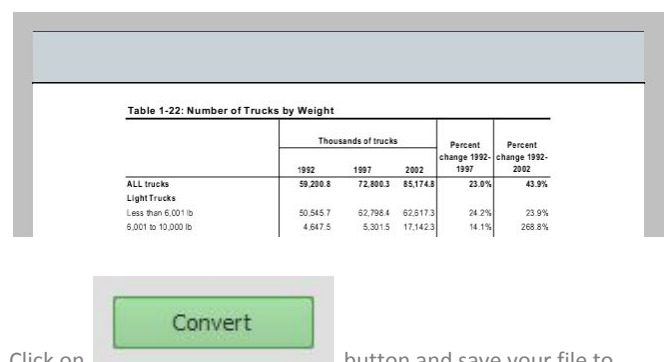 Table 1-22: Number of Trucks by Weight
Thousands of trucks
Percent change 1992-1997
Percent change 1992-2002
1992 1997 2002
ALL trucks 59,200.8 72,800.3 85,174.8 23.0% 43.9%
Light Trucks
Less than 6,001 lb 50,545.7 62,798.4 62,617.3 24.2% 23.9%
6,001 to 10,000 lb 4,647.5 5,301.5 17,142.3 14.1% 268.8%
Convert
Click on button and save your file to